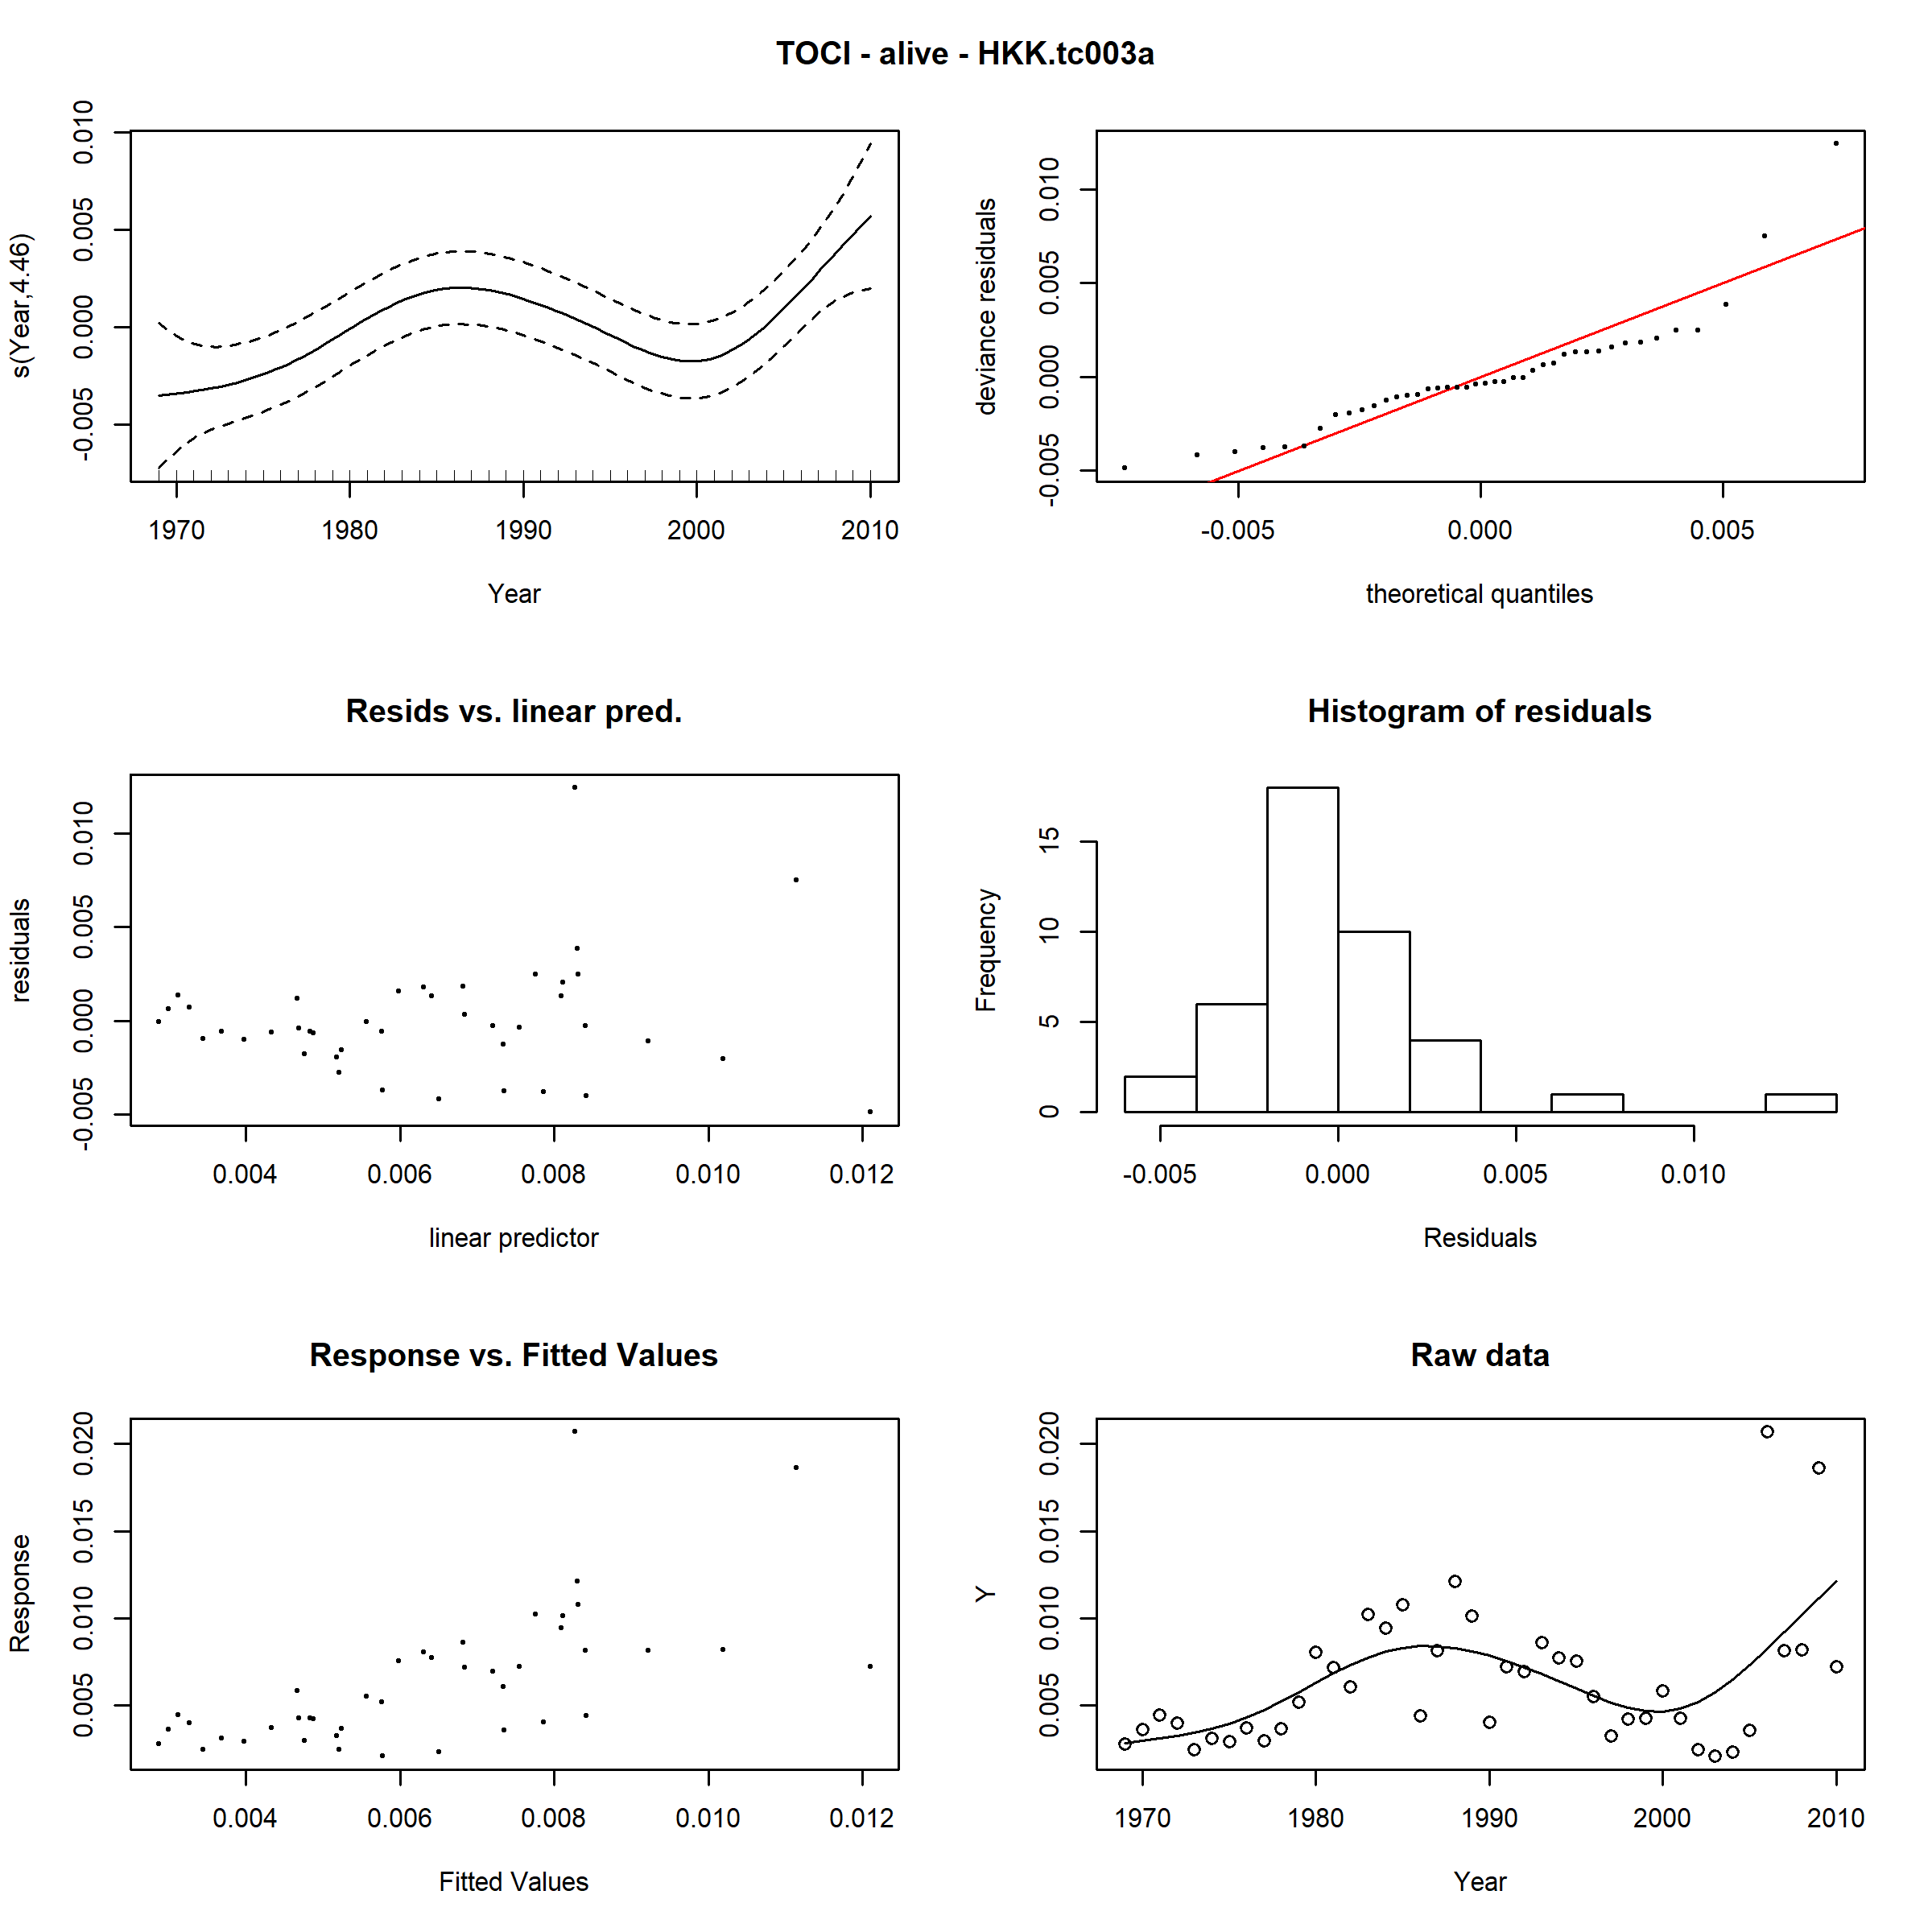 TOCI - alive - HKK.tc003a
s(Year,4.46)
-0.005 0.000 0.005 0.010
1970 1980 1990 2000 2010
Year
deviance residuals
-0.005 0.000 0.005 0.010
-0.005 0.000 0.005
theoretical quantiles
Resids vs. linear pred.
residuals
-0.005 0.000 0.005 0.010
0.004 0.006 0.008 0.010 0.012
linear predictor
Histogram of residuals
Frequency
0 5 10 15
-0.005 0.000 0.005 0.010
Residuals
Response vs. Fitted Values
Response
0.005 0.010 0.015 0.020
0.004 0.006 0.008 0.010 0.012
Fitted Values
Raw data
Y
0.005 0.010 0.015 0.020
1970 1980 1990 2000 2010
Year